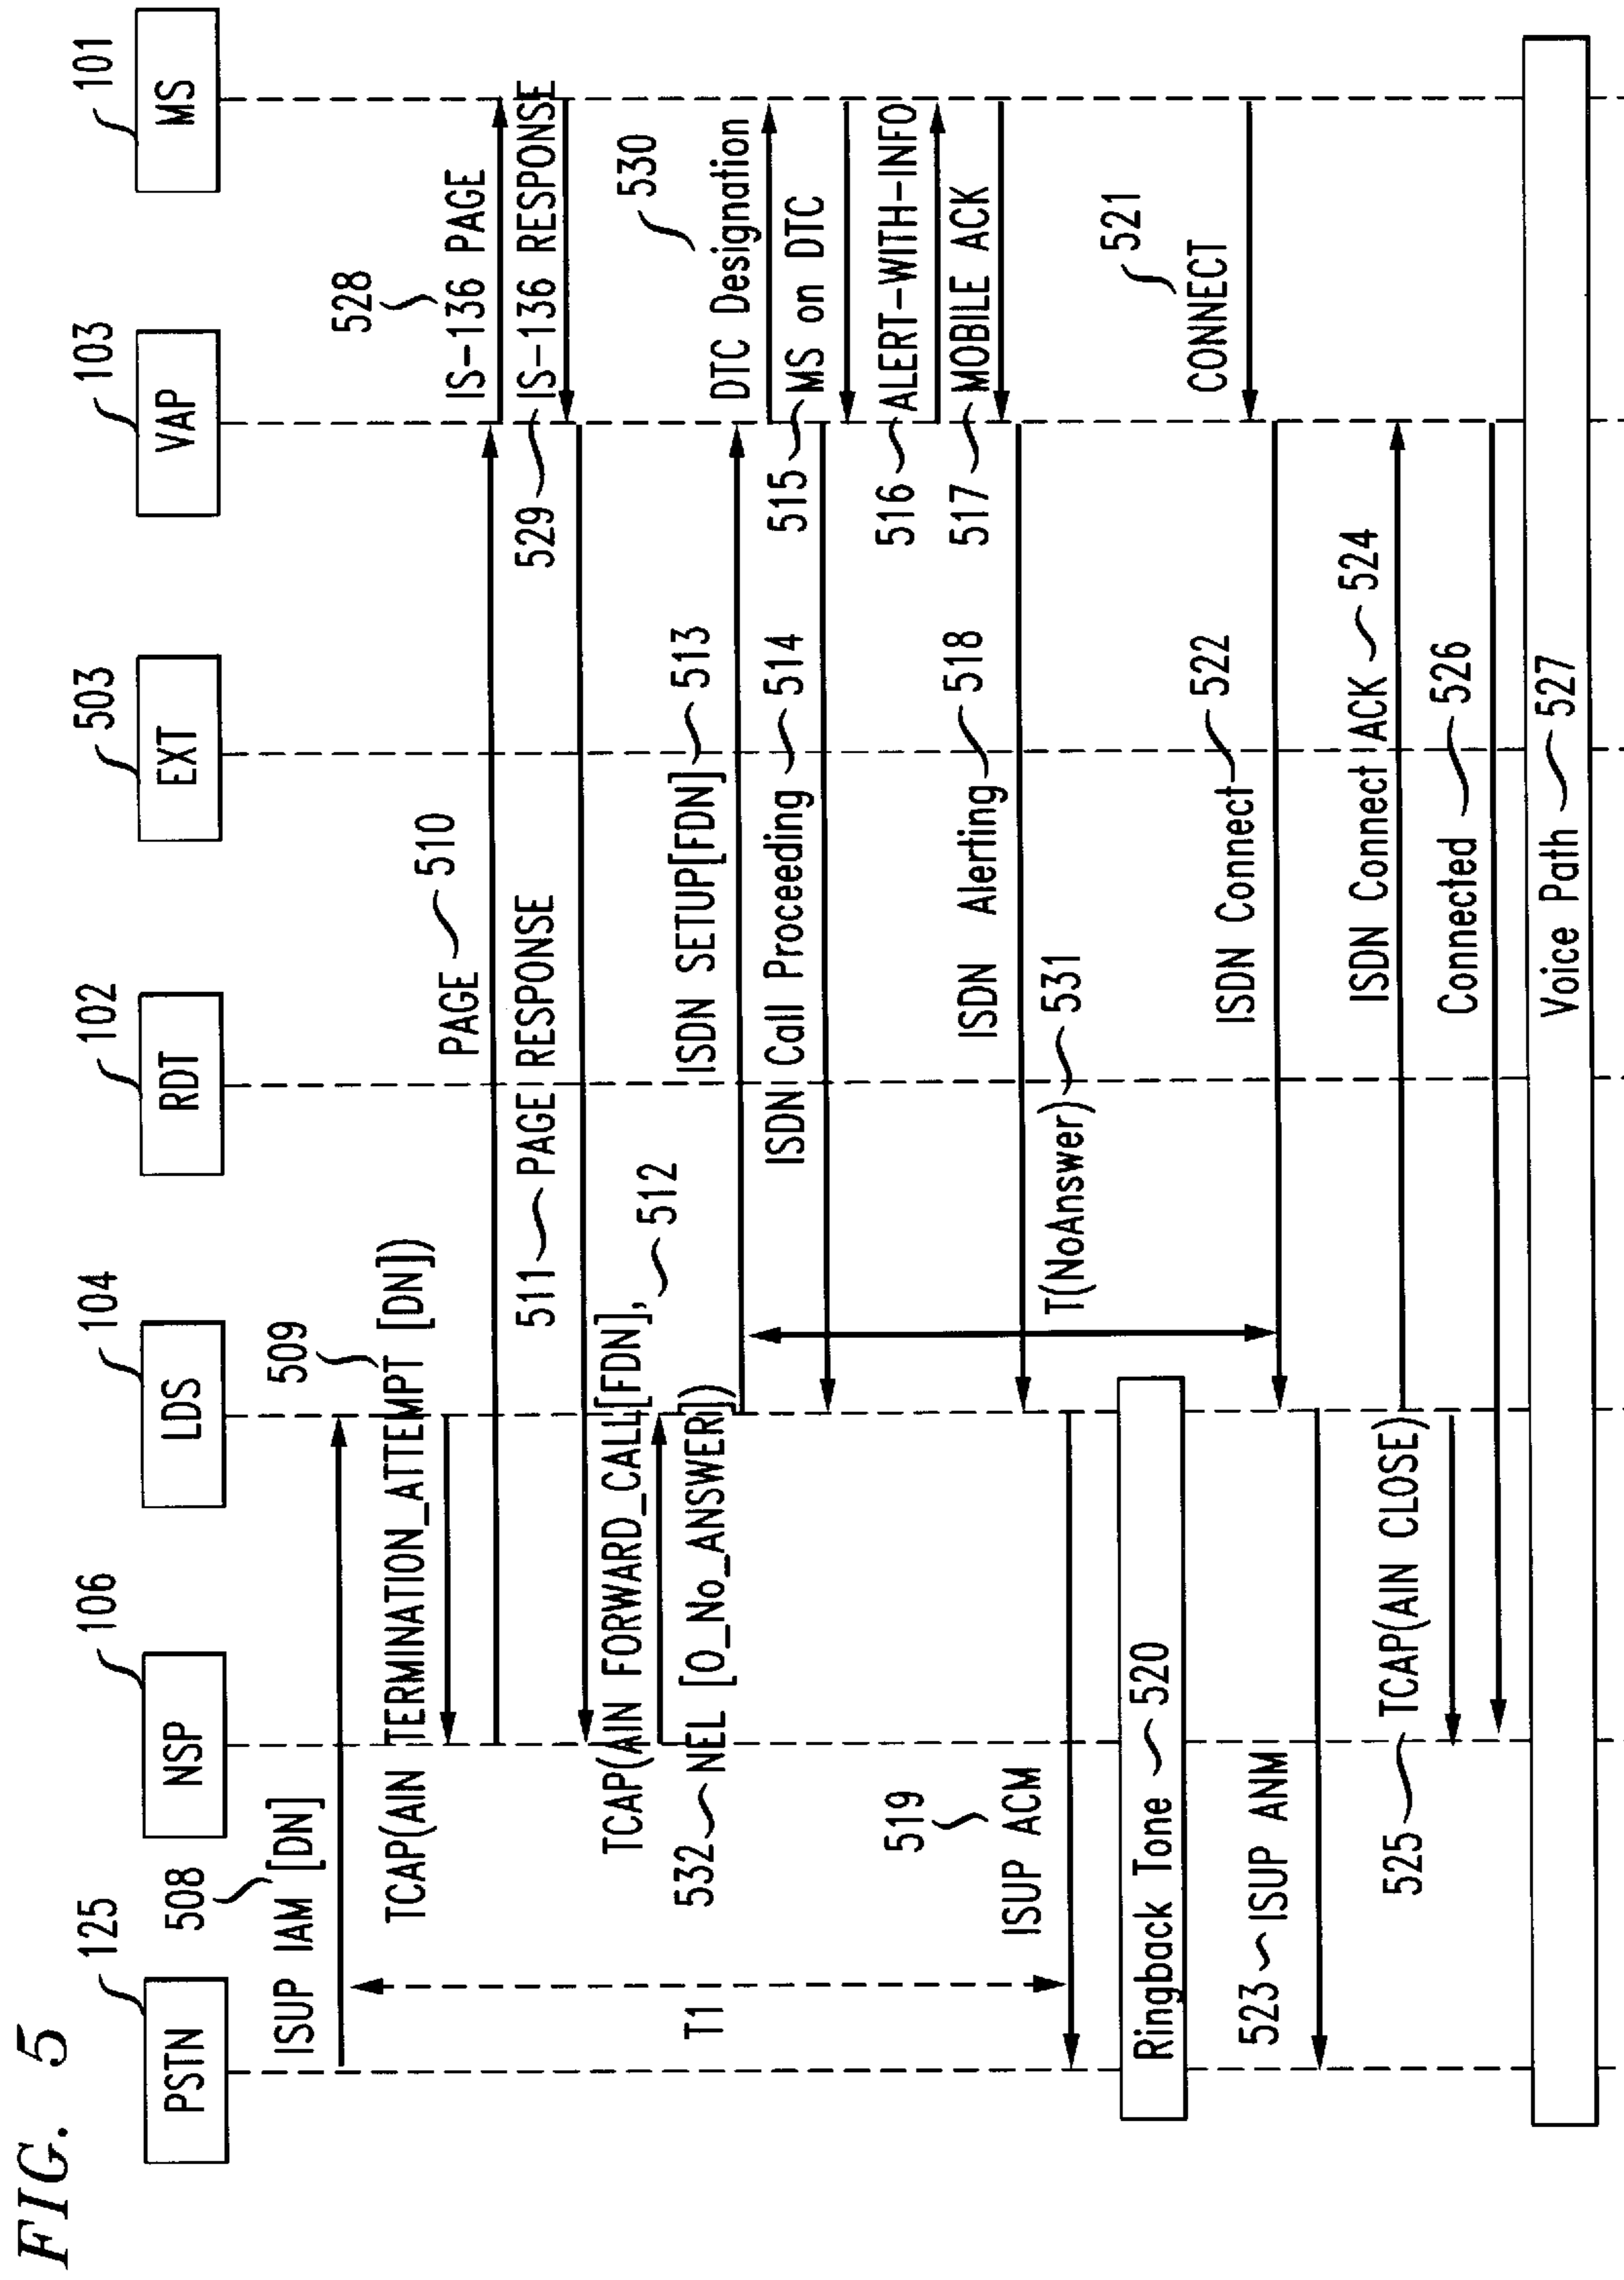 FIG. 5
PSTN
125
NSP
106
LDS
104
RDT
102
EXT
503
VAP
103
MS
101
508
ISUP IAM [DN]
509
TCAP(AIN TERMINATION_ATTEMPT [DN])
PAGE 510
528
IS-136 PAGE
529 IS-136 RESPONSE
511 PAGE RESPONSE
TCAP(AIN FORWARD_CALL[FDN],
512
532 NEL [O_No_ANSWER])
ISDN SETUP[FDN] 513
530
DTC Designation
ISDN Call Proceeding 514
515 MS on DTC
516 ALERT-WITH-INFO
517 MOBILE ACK
ISDN Alerting 518
T1
T(NoAnswer) 531
519
ISUP ACM
Ringback Tone 520
521
CONNECT
ISDN Connect 522
523 ISUP ANM
ISDN Connect ACK 524
525 TCAP(AIN CLOSE)
Connected 526
Voice Path 527